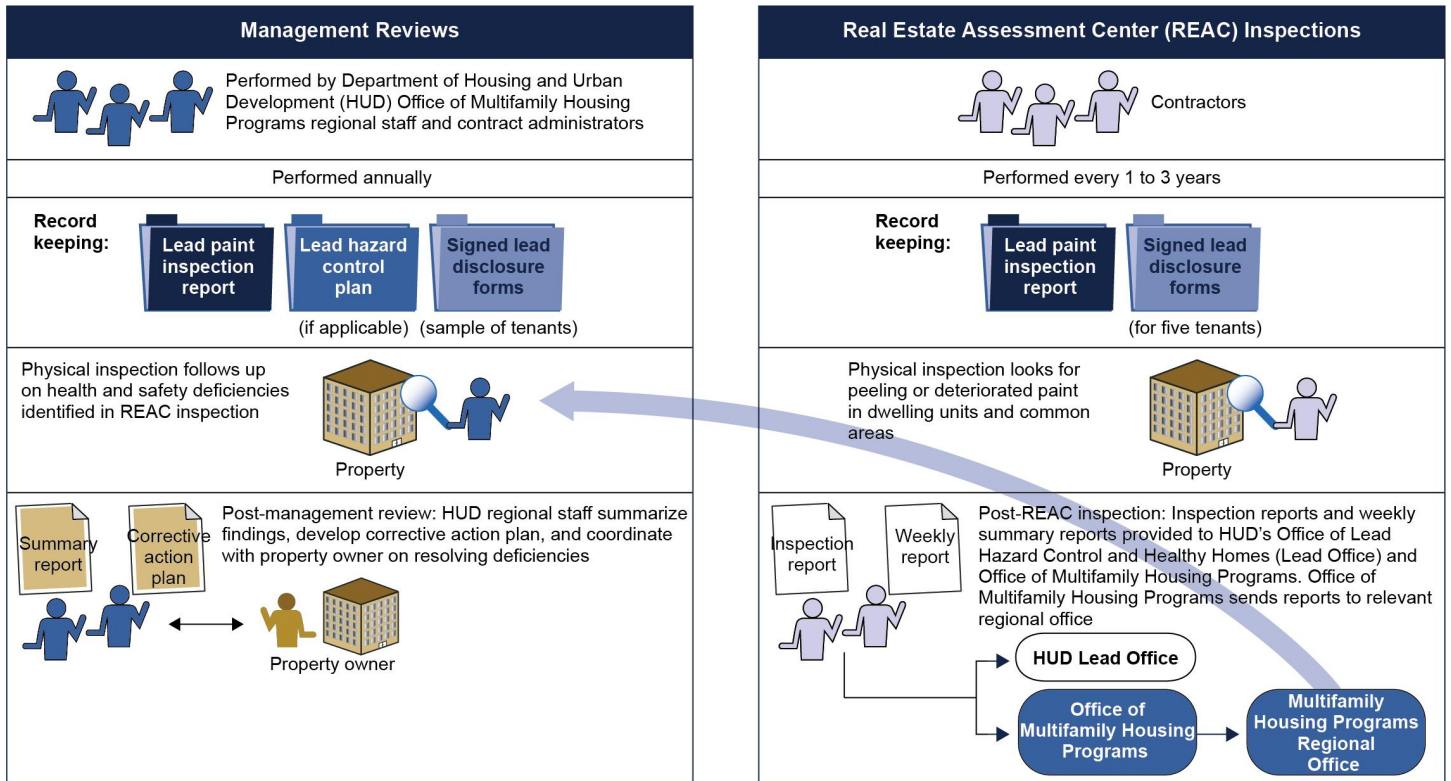 Management Reviews
Performed by Department of Housing and Urban
Development (HUD) Office of Multifamily Housing
Programs regional staff and contract administrators
Performed annually
Record
keeping:
Lead paint
inspection
report
Lead hazard
control
plan
(if applicable)
Signed lead
disclosure
forms
(sample of tenants)
Physical inspection follows up
on health and safety deficiencies
identified in REAC inspection
Property
Summary
report
Corrective
action
plan
Post-management review: HUD regional staff summarize
findings, develop corrective action plan, and coordinate
with property owner on resolving deficiencies
Property owner
Real Estate Assessment Center (REAC) Inspections
Contractors
Performed every 1 to 3 years
Record
keeping:
Lead paint
inspection
report
Signed lead
disclosure
forms
(for five tenants)
Physical inspection looks for
peeling or deteriorated paint
in dwelling units and common
areas
Property
Inspection
report
Weekly
report
Post-REAC inspection: Inspection reports and weekly
summary reports provided to HUD’s Office of Lead
Hazard Control and Healthy Homes (Lead Office) and
Office of Multifamily Housing Programs. Office of
Multifamily Housing Programs sends reports to relevant
regional office
HUD Lead Office
Office of
Multifamily Housing
Programs
Multifamily
Housing Programs
Regional
Office